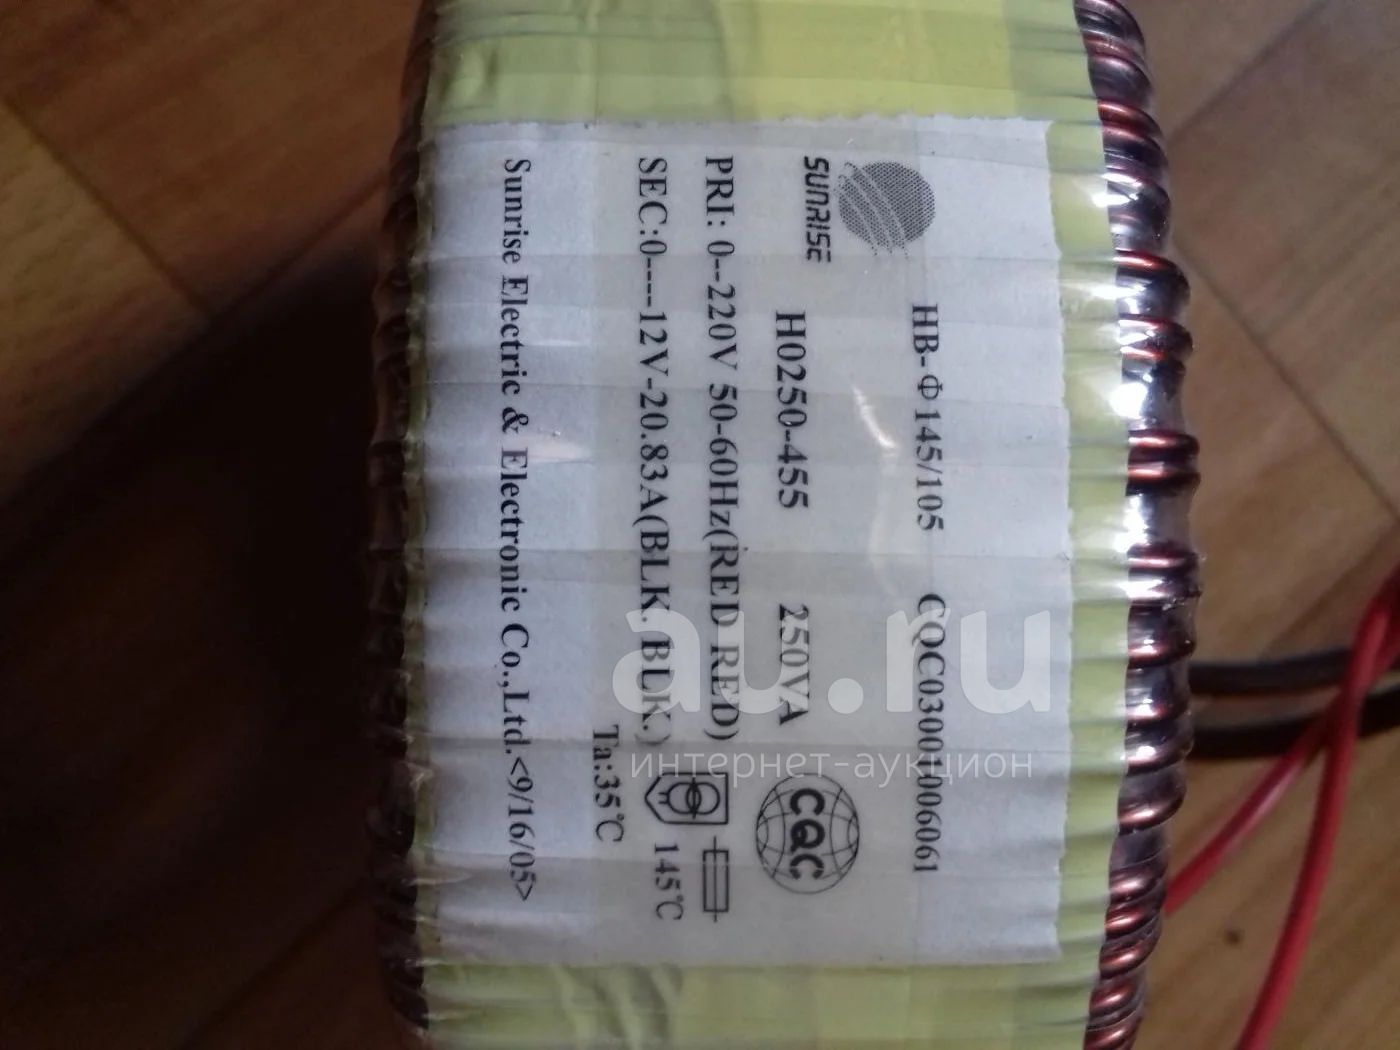 HB-Φ145/105 CQC03001006061
SUNRISE H0250-455 250VA CQC
PRI: 0--220V 50-60Hz(RED RED)
SEC:0----12V-20.83A(BLK. BLK.) 145℃
Ta:35℃
Sunrise Electric & Electronic Co.,Ltd.<9/16/05>
au.ru
интернет-аукцион